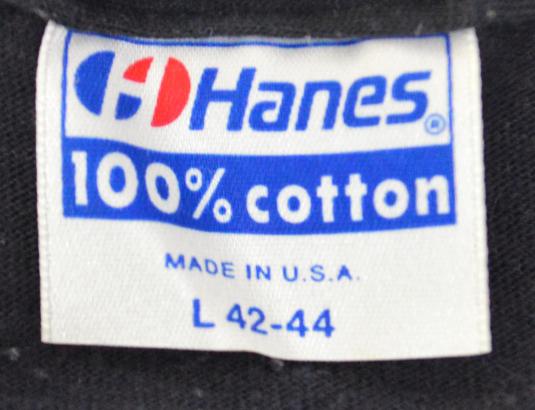 Hanes®
100% cotton
MADE IN U.S.A.
L 42-44